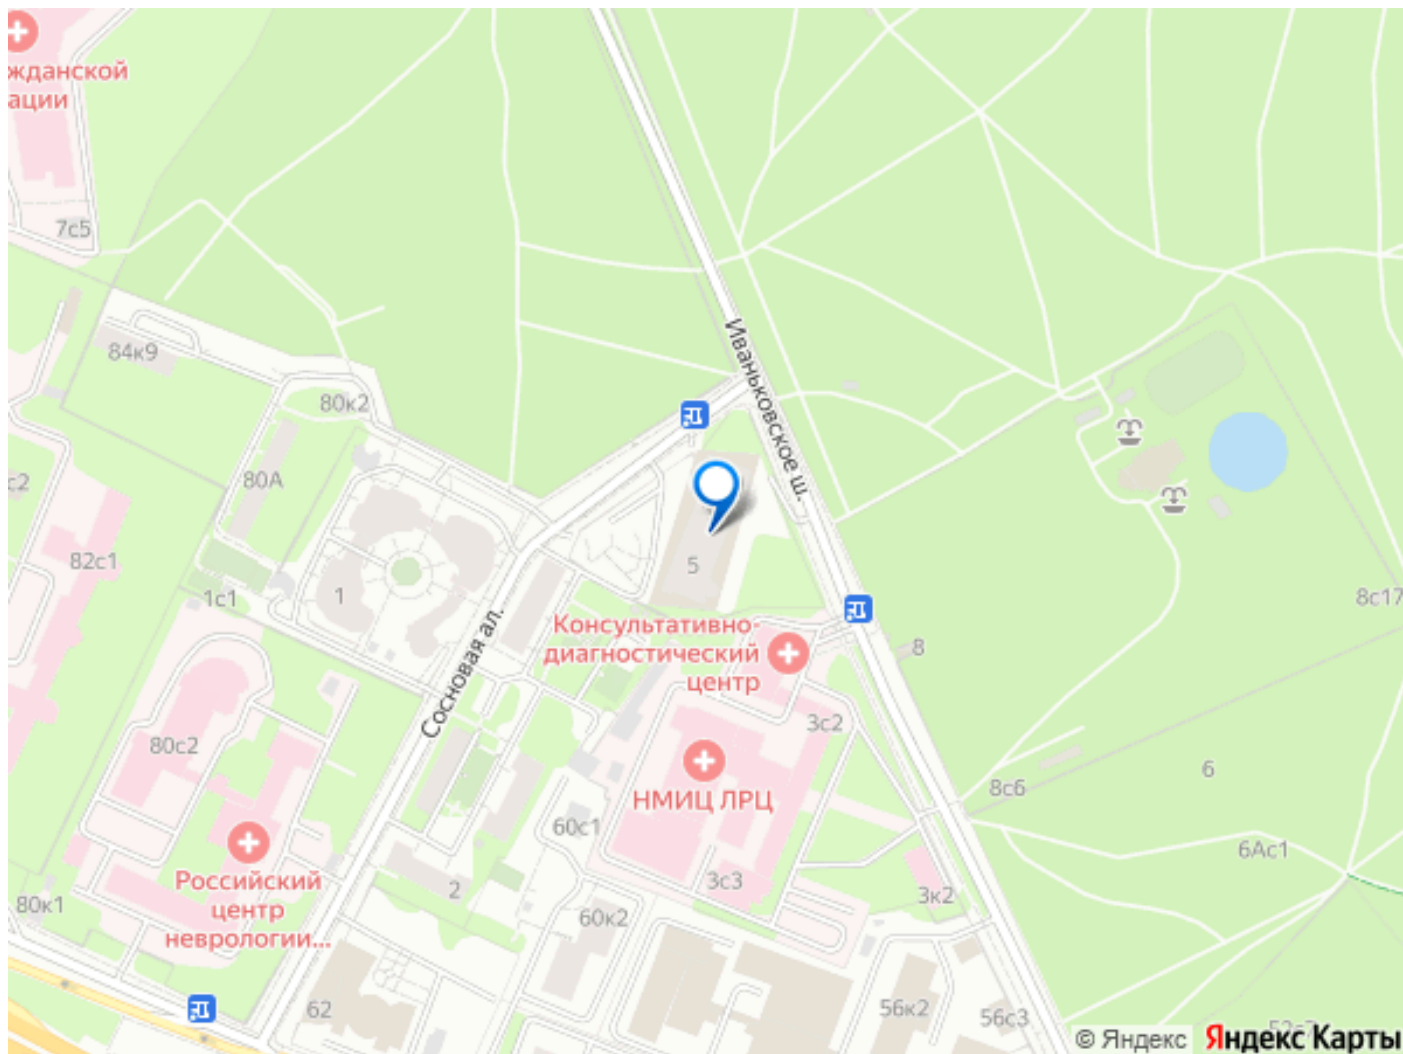 жданской
ации
7с5
84к9
80к2
Иваньковское ш.
с2
80А
82с1
5
1с1
1
8с17
Консультативно-
диагностический
центр
8
Сосновая ал.
3с2
80с2
6
8с6
НМИЦ ЛРЦ
60с1
6Ас1
Российский
центр
неврологии...
2
3с3
3к2
80к1
60к2
62
56к2
56с3
© Яндекс
Яндекс Карты